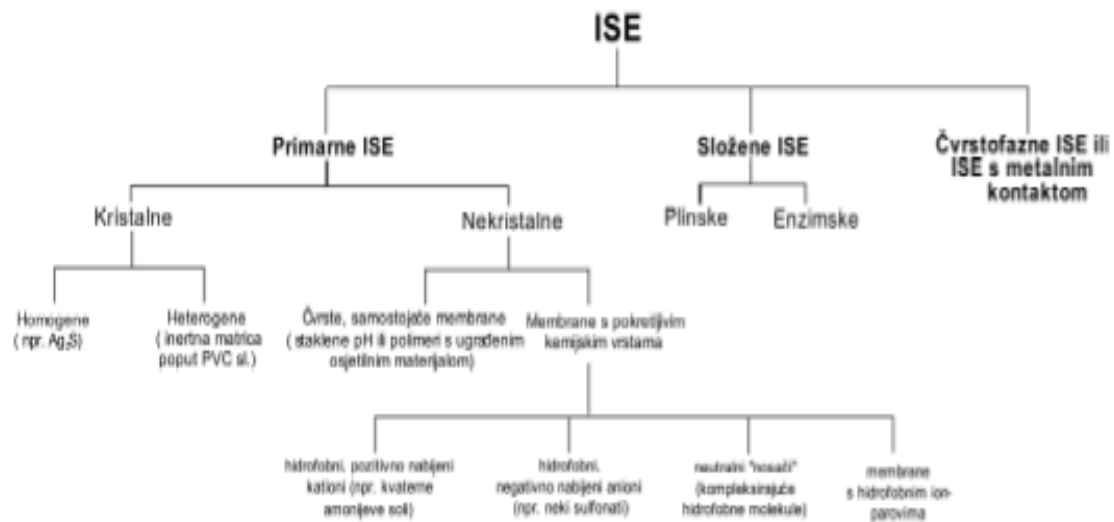 ISE
Primarne ISE
Složene ISE
Čvrstofazne ISE ili
ISE s metalnim
kontaktom
Kristalne
Nekristalne
Plinske
Enzimske
Homogene
( npr. Ag₂S)
Heterogene
( inertna matrica
poput PVC sl.)
Čvrste, samostojeće membrane
( staklene pH ili polimeri s ugrađenim
osjetilnim materijalom)
Membrane s pokretljivim
kemijskim vrstama
hidrofobni, pozitivno nabijeni
kationi (npr. kvaterne
amonijeve soli)
hidrofobni,
negativno nabijeni anioni
(npr. neki sulfonati)
neutralni "nosači"
(kompleksirajuće
hidrofobne molekule)
membrane
s hidrofobnim ion-
parovima